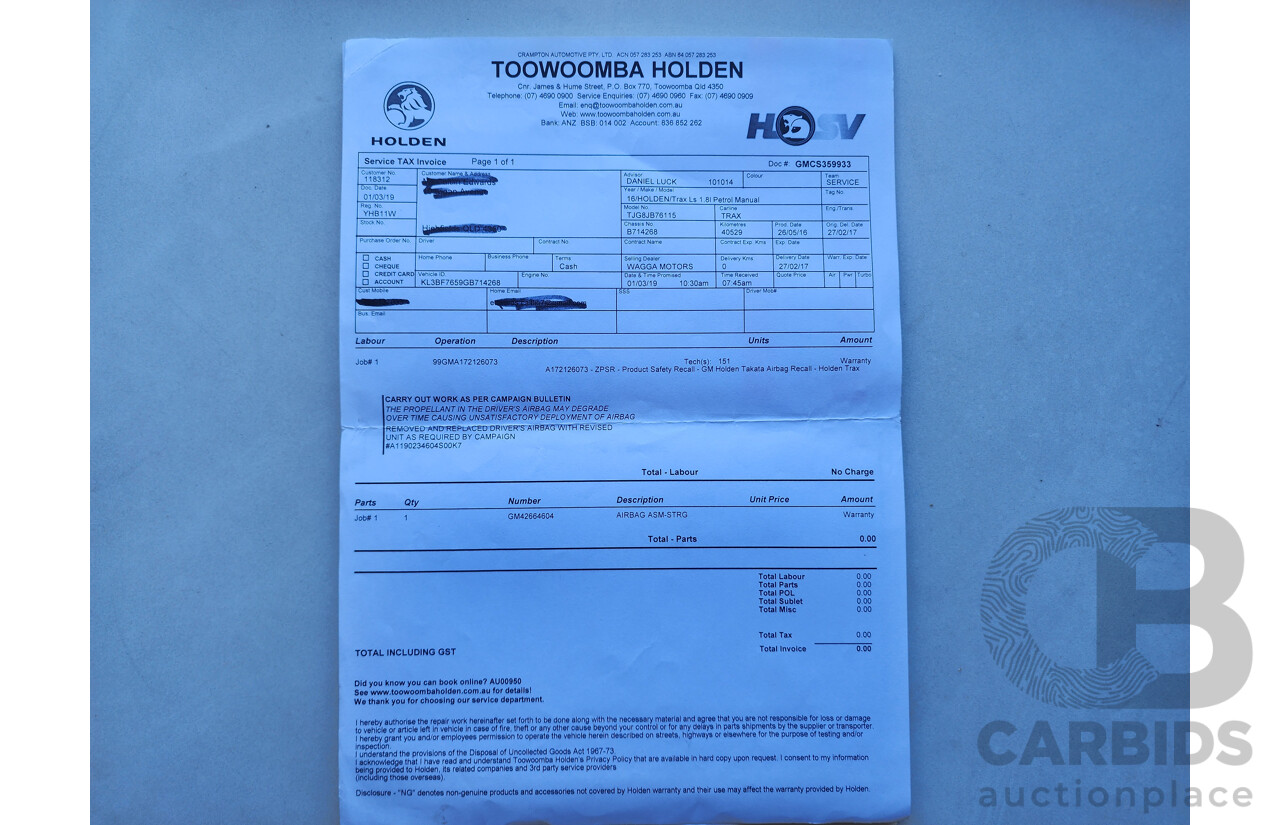 CRAMPTON AUTOMOTIVE PTY. LTD. ACN 057 283 253 ABN 64 057 283 253
TOOWOOMBA HOLDEN
Cnr. James & Hume Street, P.O. Box 770, Toowoomba Qld 4350
Telephone: (07) 4690 0900 Service Enquiries: (07) 4690 0960 Fax: (07) 4690 0909
Email: enq@toowoombaholden.com.au
Web: www.toowoombaholden.com.au
Bank: ANZ BSB: 014 002 Account: 836 852 262
HOLDEN
HSV
Service TAX Invoice Page 1 of 1 Doc #: GMCS359933
Customer No. Customer Name & Address Advisor Colour Team
118312 DANIEL LUCK 101014 SERVICE
Doc. Date Year / Make / Model Tag No.
01/03/19 16/HOLDEN/Trax Ls 1.8l Petrol Manual
Reg. No. Model No. Carline Eng./Trans.
YHB11W TJG8JB76115 TRAX
Stock No. Chassis No. Kilometres Prod. Date Orig. Del. Date
B714268 40529 26/05/16 27/02/17
Purchase Order No. Driver Contract No. Contract Name Contract Exp. Kms Exp. Date
CASH Home Phone Business Phone Terms Selling Dealer Delivery Kms Delivery Date Warr. Exp. Date
CHEQUE Cash WAGGA MOTORS 0 27/02/17
CREDIT CARD Vehicle ID Engine No. Date & Time Promised Time Received Quote Price Air Pwr Turbo
ACCOUNT KL3BF7659GB714268 01/03/19 10:30am 07:45am
Cust Mobile Home Email SSS Driver Mob#
Bus. Email
Labour Operation Description Units Amount
Job# 1 99GMA172126073 Tech(s): 151 Warranty
A172126073 - ZPSR - Product Safety Recall - GM Holden Takata Airbag Recall - Holden Trax
CARRY OUT WORK AS PER CAMPAIGN BULLETIN
THE PROPELLANT IN THE DRIVER'S AIRBAG MAY DEGRADE
OVER TIME CAUSING UNSATISFACTORY DEPLOYMENT OF AIRBAG
REMOVED AND REPLACED DRIVER'S AIRBAG WITH REVISED
UNIT AS REQUIRED BY CAMPAIGN
#A1190234604S00K7
Total - Labour No Charge
Parts Qty Number Description Unit Price Amount
Job# 1 1 GM42664604 AIRBAG ASM-STRG Warranty
Total - Parts 0.00
Total Labour 0.00
Total Parts 0.00
Total POL 0.00
Total Sublet 0.00
Total Misc 0.00
Total Tax 0.00
TOTAL INCLUDING GST Total Invoice 0.00
Did you know you can book online? AU00950
See www.toowoombaholden.com.au for details!
We thank you for choosing our service department.
I hereby authorise the repair work hereinafter set forth to be done along with the necessary material and agree that you are not responsible for loss or damage
to vehicle or article left in vehicle in case of fire, theft or any other cause beyond your control or for any delays in parts shipments by the supplier or transporter.
I hereby grant you and/or employees permission to operate the vehicle herein described on streets, highways or elsewhere for the purpose of testing and/or
inspection.
I understand the provisions of the Disposal of Uncollected Goods Act 1967-73.
I acknowledge that I have read and understand Toowoomba Holden's Privacy Policy that are available in hard copy upon request. I consent to my information
being provided to Holden, its related companies and 3rd party service providers
(including those overseas).
Disclosure - "NG" denotes non-genuine products and accessories not covered by Holden warranty and their use may affect the warranty provided by Holden.
CB
CARBIDS
auctionplace